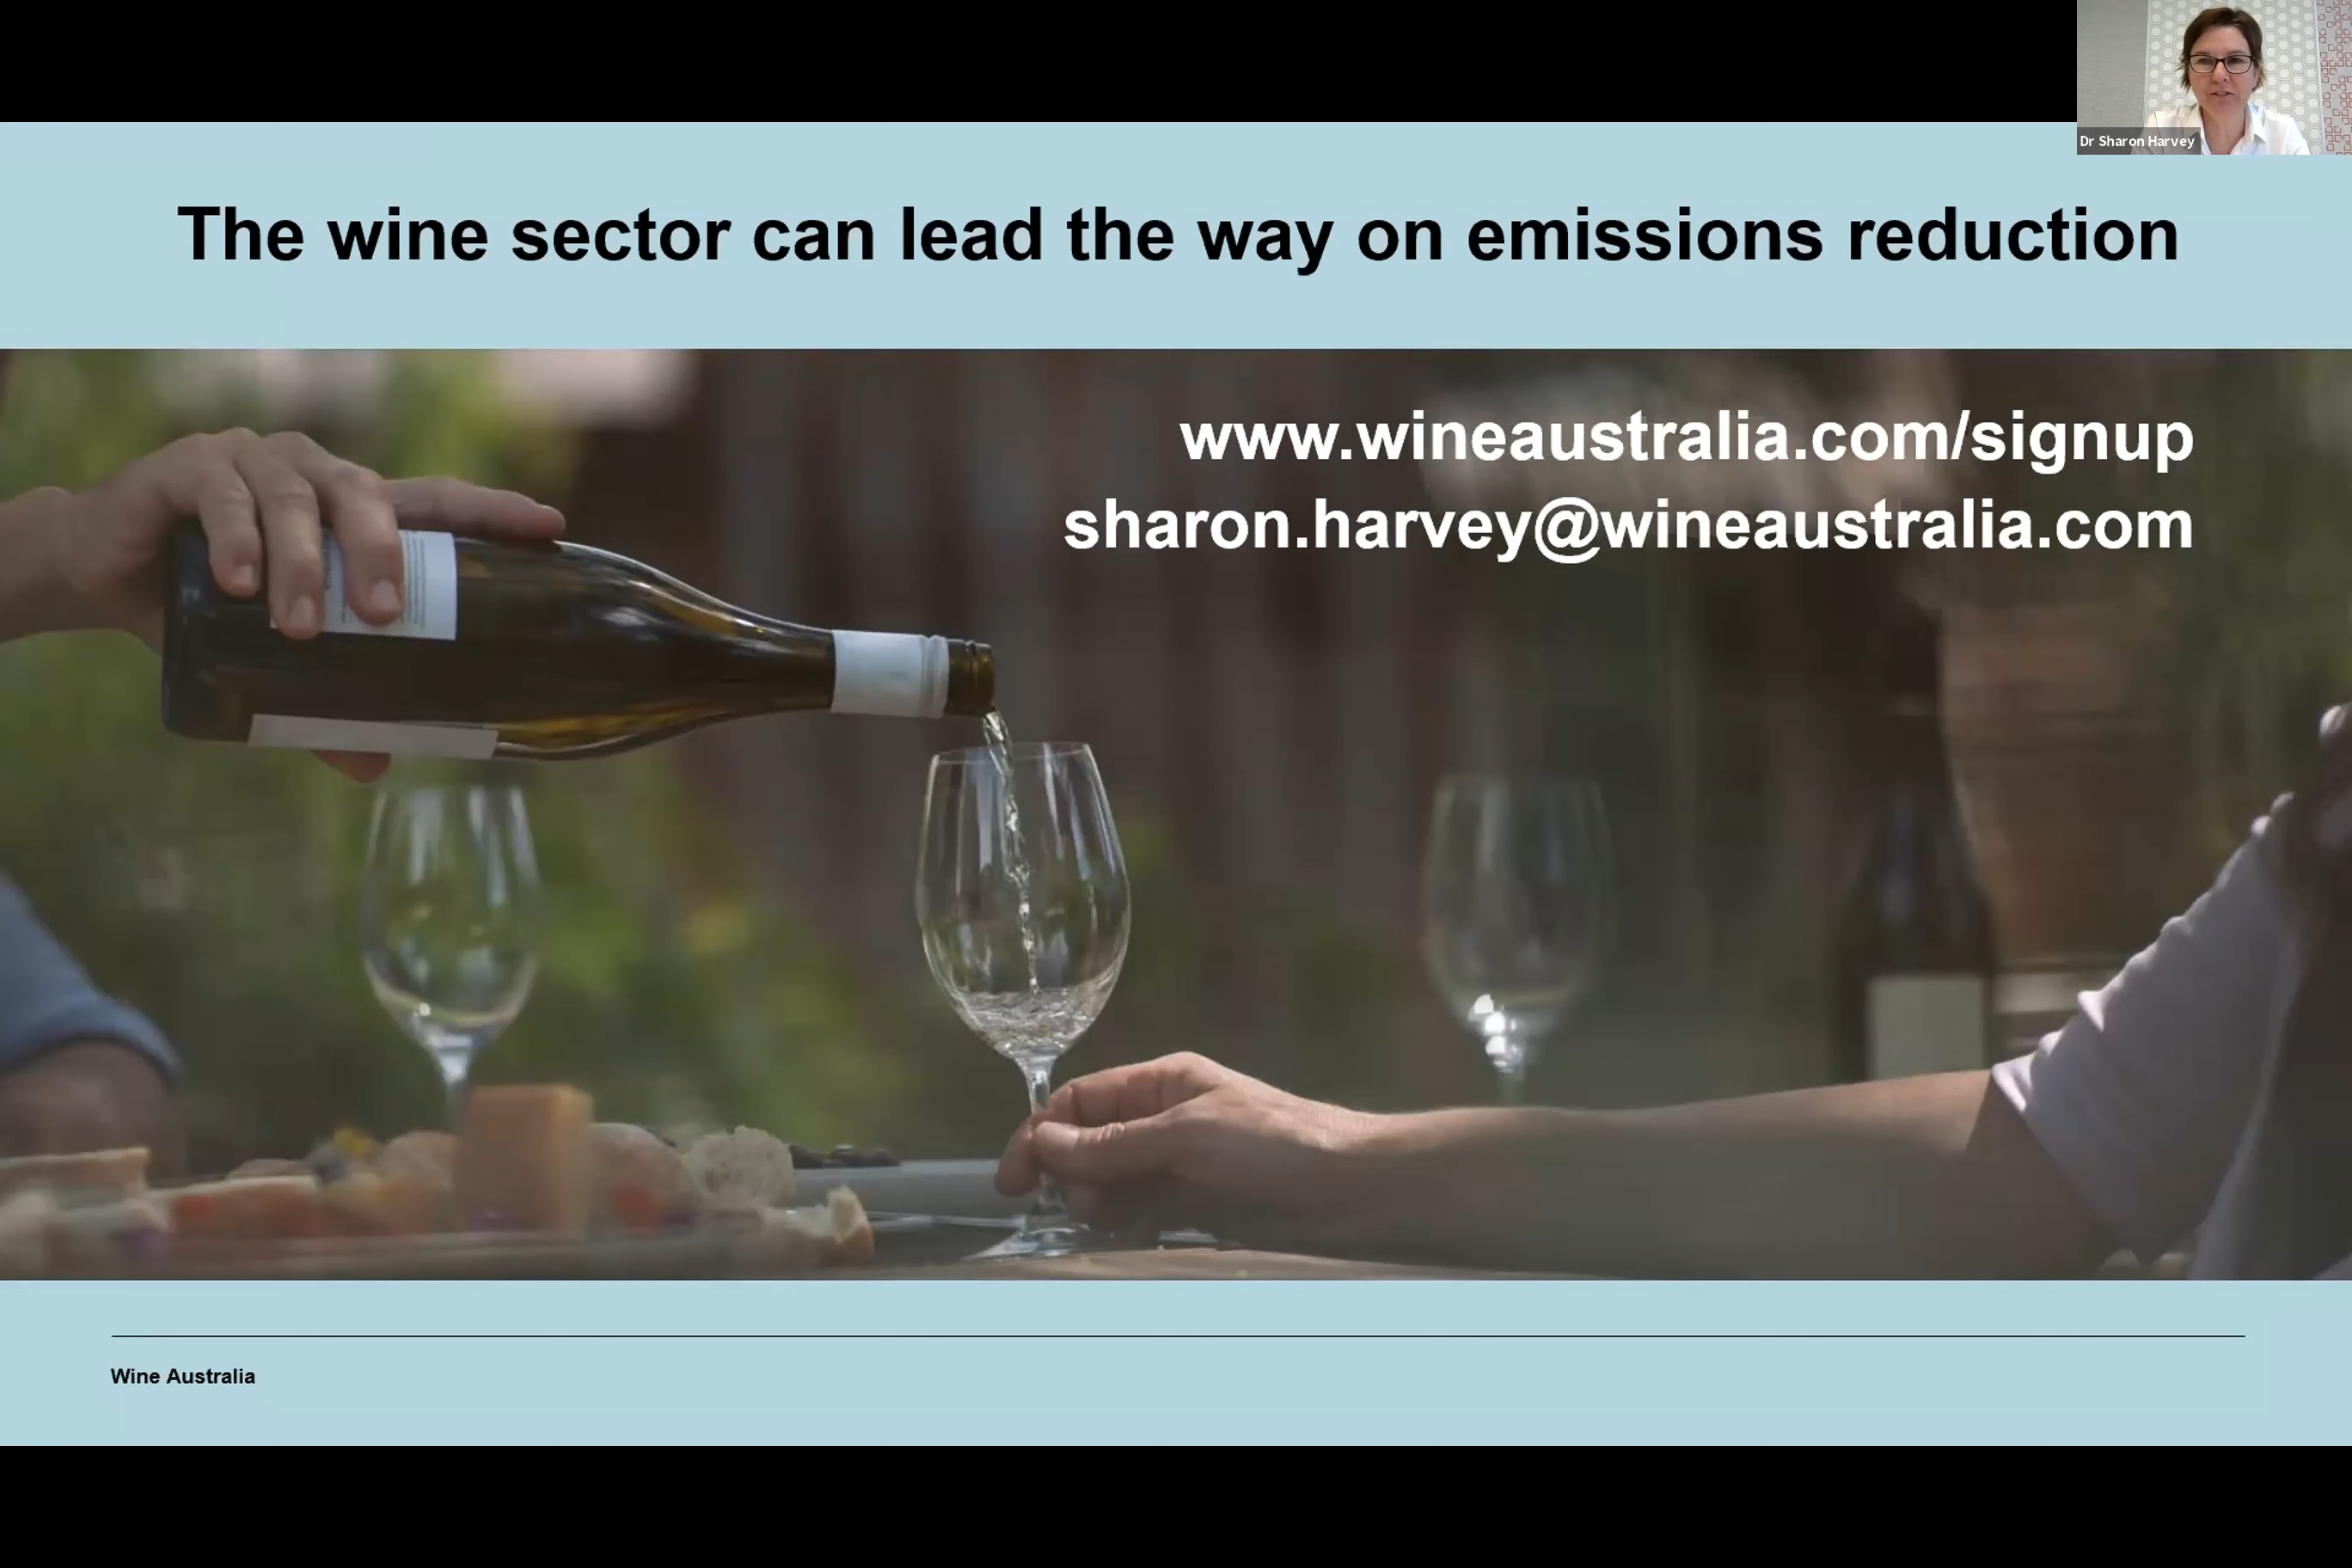 Dr Sharon Harvey
The wine sector can lead the way on emissions reduction
www.wineaustralia.com/signup
sharon.harvey@wineaustralia.com
Wine Australia